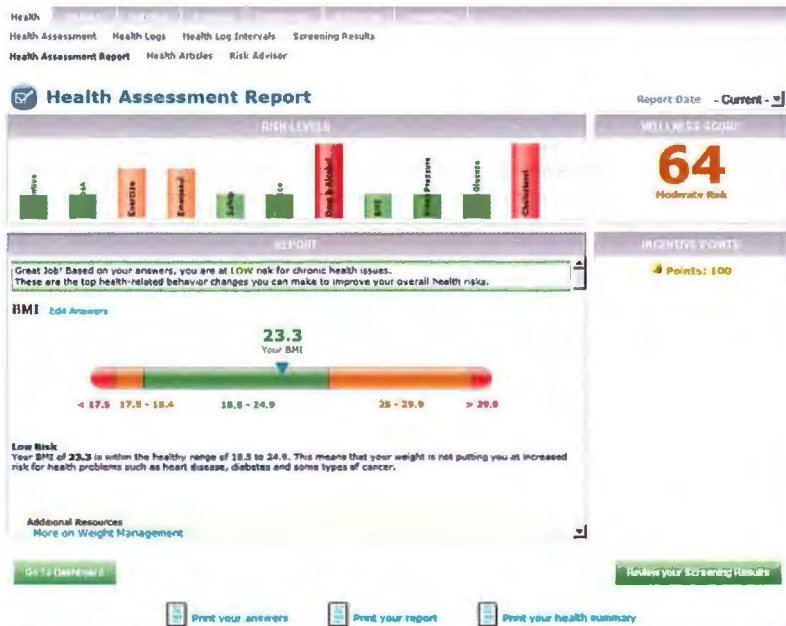 Health
Health Assessment Health Logs Health Log Intervals Screening Results
Health Assessment Report Health Articles Risk Advisor
Health Assessment Report
Report Date - Current -
RISK LEVELS
WELLNESS SCORE
Exercise
Emotional
Safety
Drug & Alcohol
BMI
Blood Pressure
Glucose
Cholesterol
64
Moderate Risk
REPORT
INCENTIVE POINTS
Great Job! Based on your answers, you are at LOW risk for chronic health issues.
These are the top health-related behavior changes you can make to improve your overall health risks.
Points: 100
BMI Edit Answers
23.3
Your BMI
< 17.5 17.5 - 18.4 18.5 - 24.9 25 - 29.9 > 29.9
Low Risk
Your BMI of 23.3 is within the healthy range of 18.5 to 24.9. This means that your weight is not putting you at increased
risk for health problems such as heart disease, diabetes and some types of cancer.
Additional Resources
More on Weight Management
Go To Dashboard
Review your Screening Results
Print your answers Print your report Print your health summary